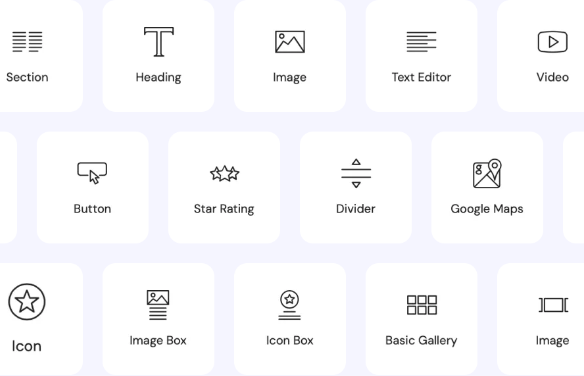 Section
Heading
Image
Text Editor
Video
Button
Star Rating
Divider
Google Maps
Icon
Image Box
Icon Box
Basic Gallery
Image